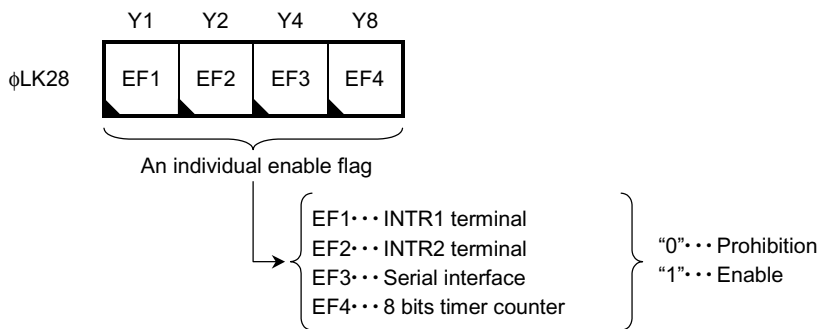 Y1 Y2 Y4 Y8
ϕLK28 EF1 EF2 EF3 EF4
An individual enable flag
EF1··· INTR1 terminal
EF2··· INTR2 terminal
EF3··· Serial interface
EF4··· 8 bits timer counter
“0”··· Prohibition
“1”··· Enable